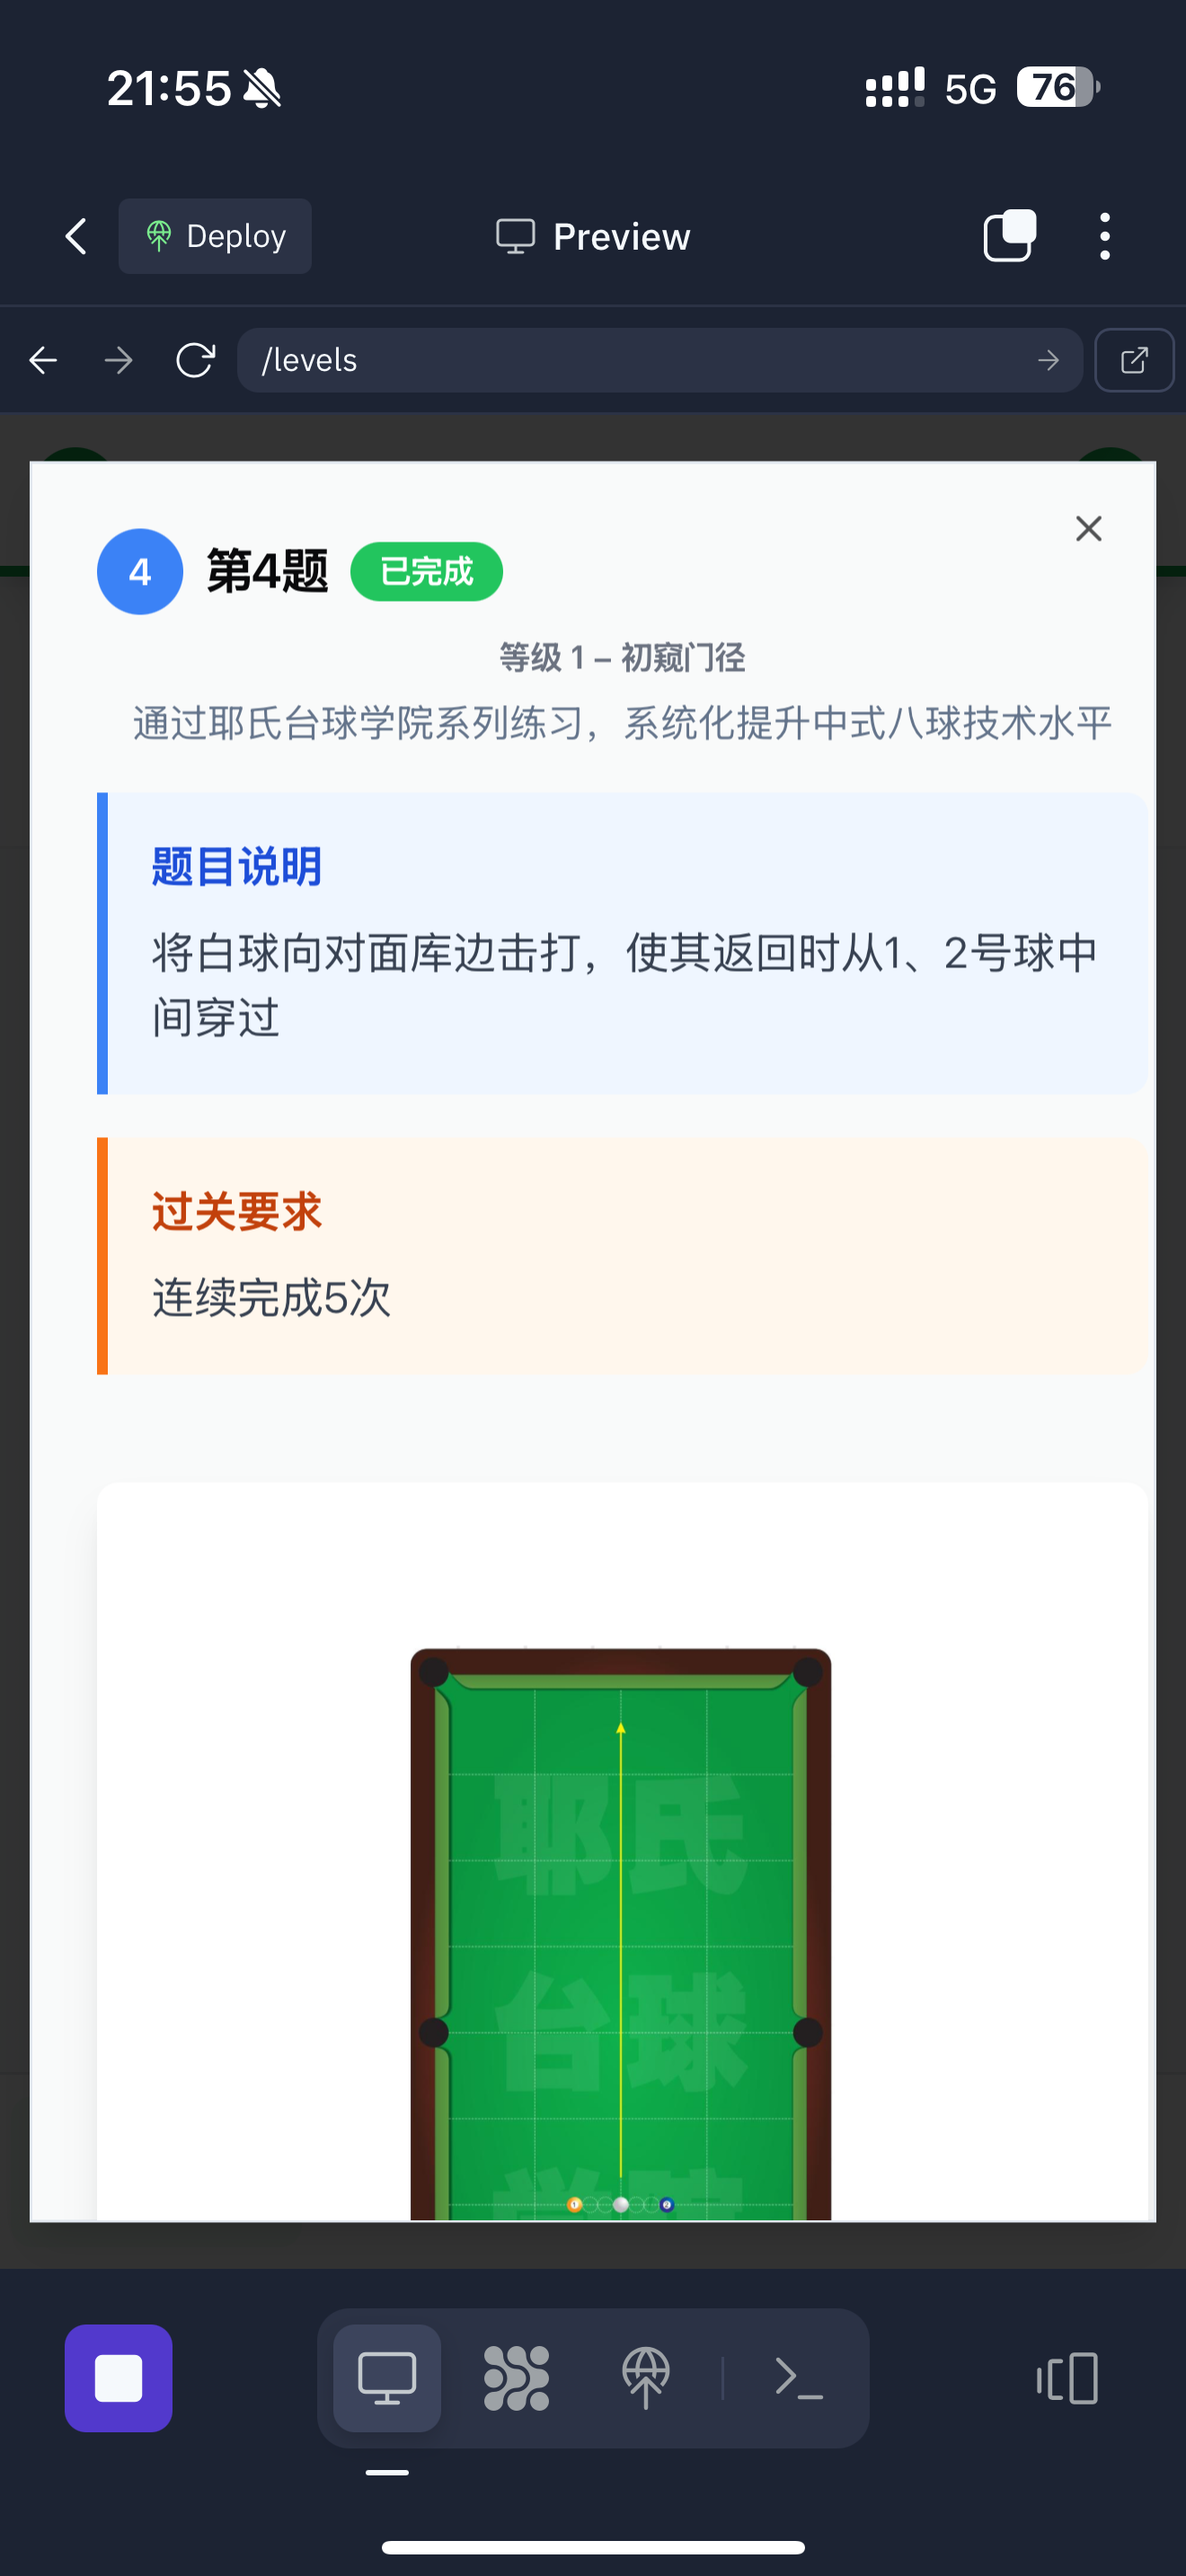 21:55
5G
76
Deploy
Preview
/levels
4
第4题
已完成
等级 1 – 初窥门径
通过耶氏台球学院系列练习，系统化提升中式八球技术水平
题目说明
将白球向对面库边击打，使其返回时从1、2号球中
间穿过
过关要求
连续完成5次
耶氏
台球
1
2